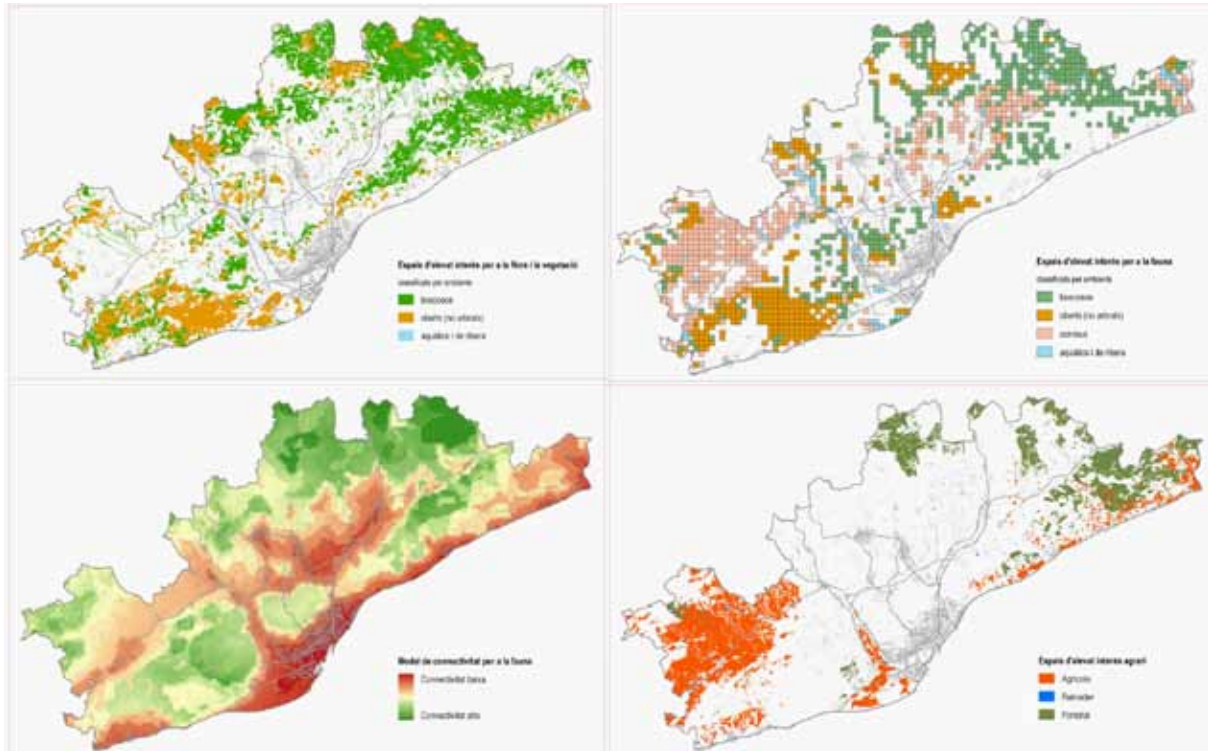 Espais d'elevat interès per a la flora i la vegetació
classificats per ambient
boscosos
oberts (no arbrats)
aquàtics i de ribera
Espais d'elevat interès per a la fauna
classificats per ambient
boscosos
oberts (no arbrats)
conreus
aquàtics i de ribera
Model de connectivitat per a la fauna
Connectivitat baixa
Connectivitat alta
Espais d'elevat interès agrari
Agrícola
Ramader
Forestal